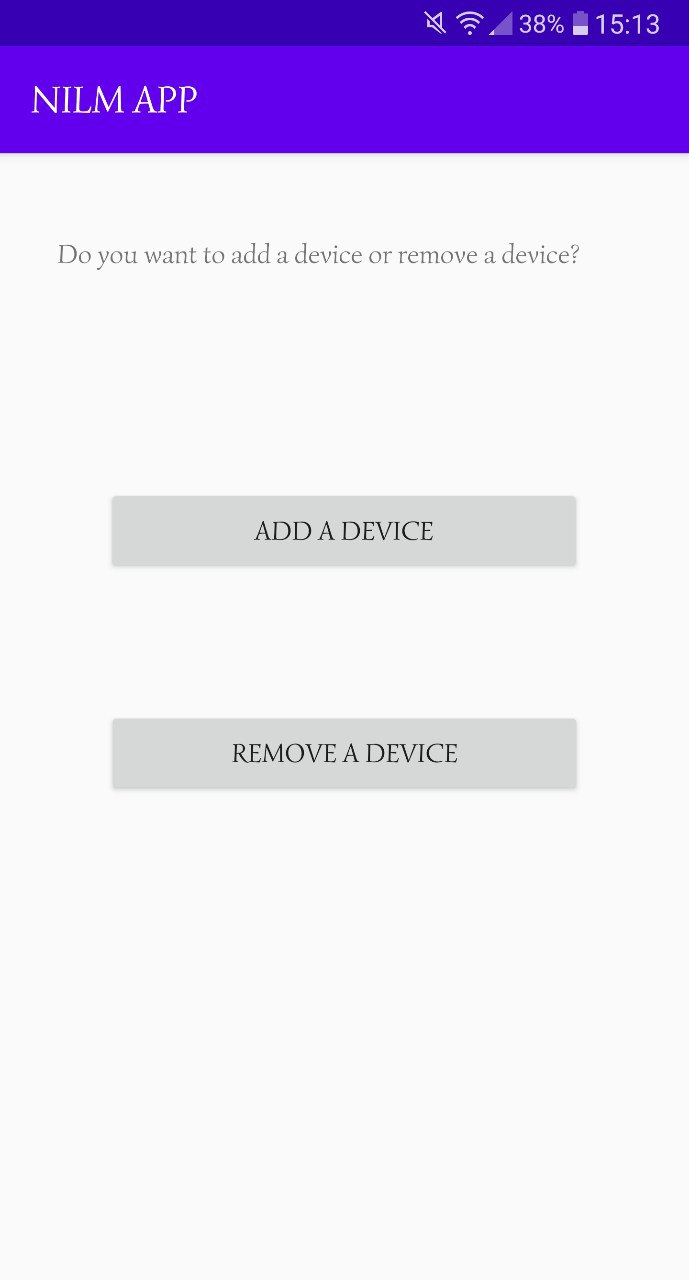 38% 15:13
NILM APP
Do you want to add a device or remove a device?
ADD A DEVICE
REMOVE A DEVICE